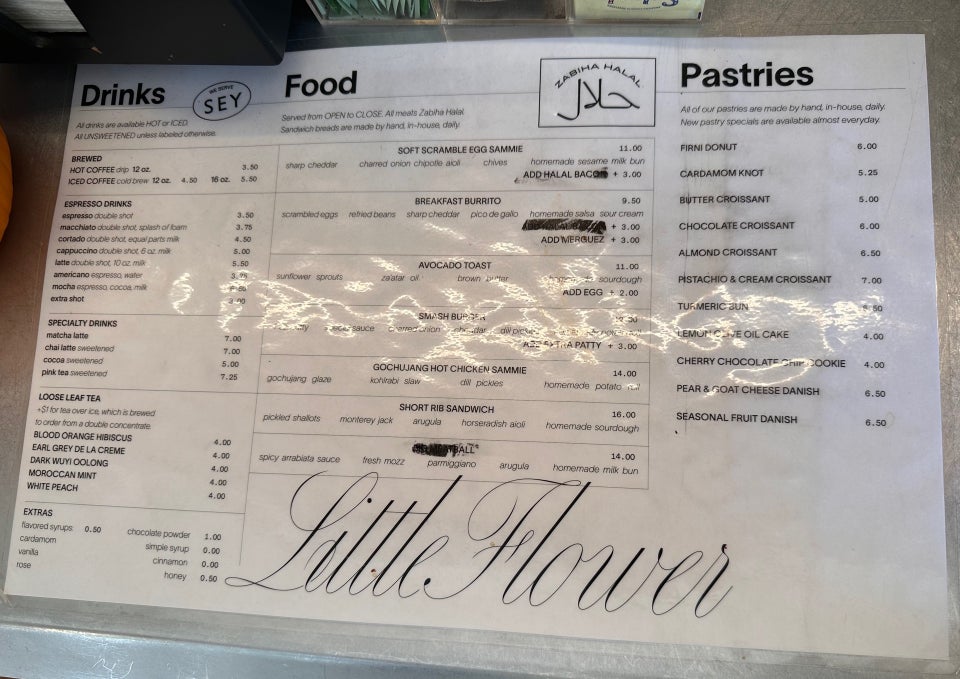 Drinks
WE SERVE
SEY
All drinks are available HOT or ICED.
All UNSWEETENED unless labeled otherwise.
BREWED
HOT COFFEE drip 12 oz. 3.50
ICED COFFEE cold brew 12 oz. 4.50 16 oz. 5.50
ESPRESSO DRINKS
espresso double shot 3.50
macchiato double shot, splash of foam 3.75
cortado double shot, equal parts milk 4.50
cappuccino double shot, 6 oz. milk 5.00
latte double shot, 10 oz. milk 5.50
americano espresso, water 3.75
mocha espresso, cocoa, milk
extra shot 3.00
SPECIALTY DRINKS
matcha latte 7.00
chai latte sweetened 7.00
cocoa sweetened 5.00
pink tea sweetened 7.25
LOOSE LEAF TEA
+$1 for tea over ice, which is brewed
to order from a double concentrate.
BLOOD ORANGE HIBISCUS 4.00
EARL GREY DE LA CREME 4.00
DARK WUYI OOLONG 4.00
MOROCCAN MINT 4.00
WHITE PEACH 4.00
EXTRAS
flavored syrups: 0.50
cardamom
vanilla
rose
chocolate powder 1.00
simple syrup 0.00
cinnamon 0.00
honey 0.50
Food
Served from OPEN to CLOSE. All meats Zabiha Halal.
Sandwich breads are made by hand, in-house, daily.
ZABIHA HALAL
حلال
SOFT SCRAMBLE EGG SAMMIE 11.00
sharp cheddar charred onion chipotle aioli chives homemade sesame milk bun
ADD HALAL BACON + 3.00
BREAKFAST BURRITO 9.50
scrambled eggs refried beans sharp cheddar pico de gallo homemade salsa sour cream
ADD + 3.00
ADD MERGUEZ + 3.00
AVOCADO TOAST 11.00
sunflower sprouts za'atar oil brown butter homemade sourdough
ADD EGG + 2.00
SMASH BURGER
sauce charred onion cheddar dill pickles
ADD EXTRA PATTY + 3.00
GOCHUJANG HOT CHICKEN SAMMIE 14.00
gochujang glaze kohlrabi slaw dill pickles homemade potato roll
SHORT RIB SANDWICH 16.00
pickled shallots monterey jack arugula horseradish aioli homemade sourdough
14.00
spicy arrabiata sauce fresh mozz parmiggiano arugula homemade milk bun
Pastries
All of our pastries are made by hand, in-house, daily.
New pastry specials are available almost everyday.
FIRNI DONUT 6.00
CARDAMOM KNOT 5.25
BUTTER CROISSANT 5.00
CHOCOLATE CROISSANT 6.00
ALMOND CROISSANT 6.50
PISTACHIO & CREAM CROISSANT 7.00
TURMERIC BUN
LEMON OLIVE OIL CAKE 4.00
CHERRY CHOCOLATE CHIP COOKIE 4.00
PEAR & GOAT CHEESE DANISH 6.50
SEASONAL FRUIT DANISH 6.50
Little Flower